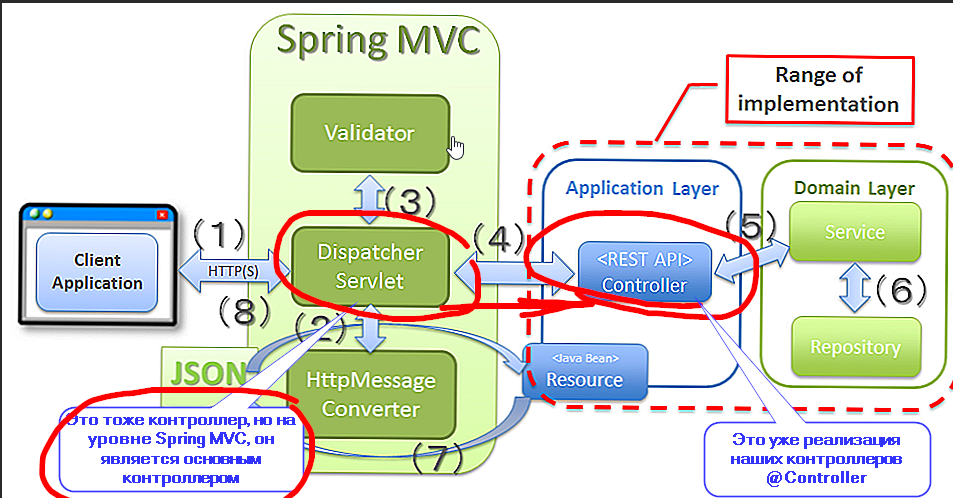 Spring MVC
Range of
implementation
Validator
(3)
Application Layer
Domain Layer
(1)
Client
Application
HTTP(S)
(8)
Dispatcher
Servlet
(4)
<REST API>
Controller
(5)
Service
(6)
Repository
(2)
JSON
HttpMessage
Converter
<Java Bean>
Resource
(7)
Это тоже контроллер, но на
уровне Spring MVC, он
является основным
контроллером
Это уже реализация
наших контроллеров
@Controller